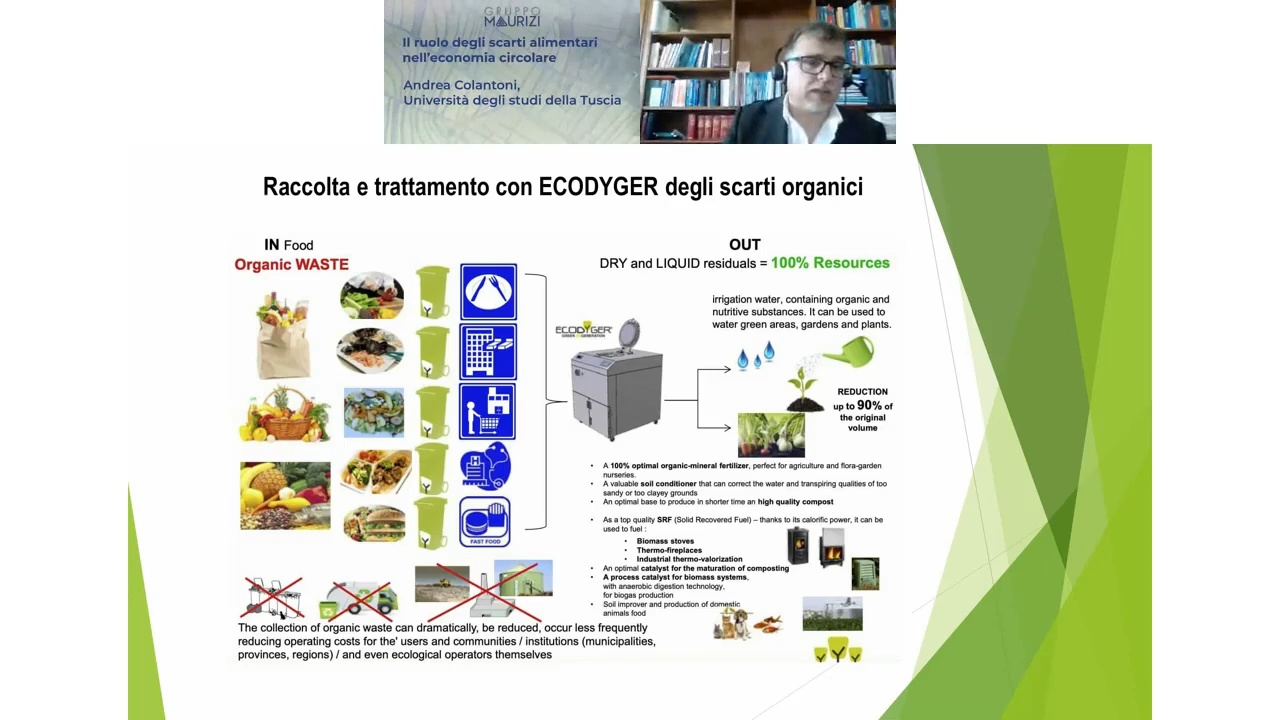 GRUPPO
MAURIZI
Il ruolo degli scarti alimentari
nell'economia circolare
Andrea Colantoni,
Università degli studi della Tuscia
Raccolta e trattamento con ECODYGER degli scarti organici
IN Food
Organic WASTE
OUT
DRY and LIQUID residuals = 100% Resources
irrigation water, containing organic and
nutritive substances. It can be used to
water green areas, gardens and plants.
ECODYGER
GREEN REGENERATION
REDUCTION
up to 90% of
the original
volume
FAST FOOD
• A 100% optimal organic-mineral fertilizer, perfect for agriculture and flora-garden
nurseries.
• A valuable soil conditioner that can correct the water and transpiring qualities of too
sandy or too clayey grounds
• An optimal base to produce in shorter time an high quality compost
• As a top quality SRF (Solid Recovered Fuel) – thanks to its calorific power, it can be
used to fuel :
• Biomass stoves
• Thermo-fireplaces
• Industrial thermo-valorization
• An optimal catalyst for the maturation of composting
• A process catalyst for biomass systems,
with anaerobic digestion technology,
for biogas production
• Soil improver and production of domestic
animals food
The collection of organic waste can dramatically, be reduced, occur less frequently
reducing operating costs for the' users and communities / institutions (municipalities,
provinces, regions) / and even ecological operators themselves